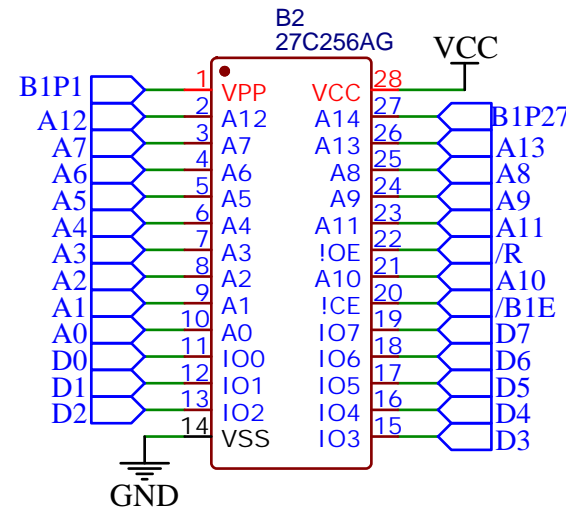 B2
27C256AG
VCC
B1P1 1 VPP VCC 28
A12 2 A12 A14 27 B1P27
A7 3 A7 A13 26 A13
A6 4 A6 A8 25 A8
A5 5 A5 A9 24 A9
A4 6 A4 A11 23 A11
A3 7 A3 !OE 22 /R
A2 8 A2 A10 21 A10
A1 9 A1 !CE 20 /B1E
A0 10 A0 IO7 19 D7
D0 11 IO0 IO6 18 D6
D1 12 IO1 IO5 17 D5
D2 13 IO2 IO4 16 D4
14 VSS IO3 15 D3
GND